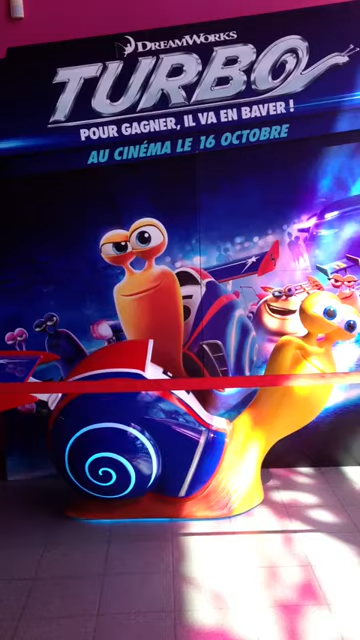 DREAMWORKS
TURBO
POUR GAGNER, IL VA EN BAVER !
AU CINÉMA LE 16 OCTOBRE